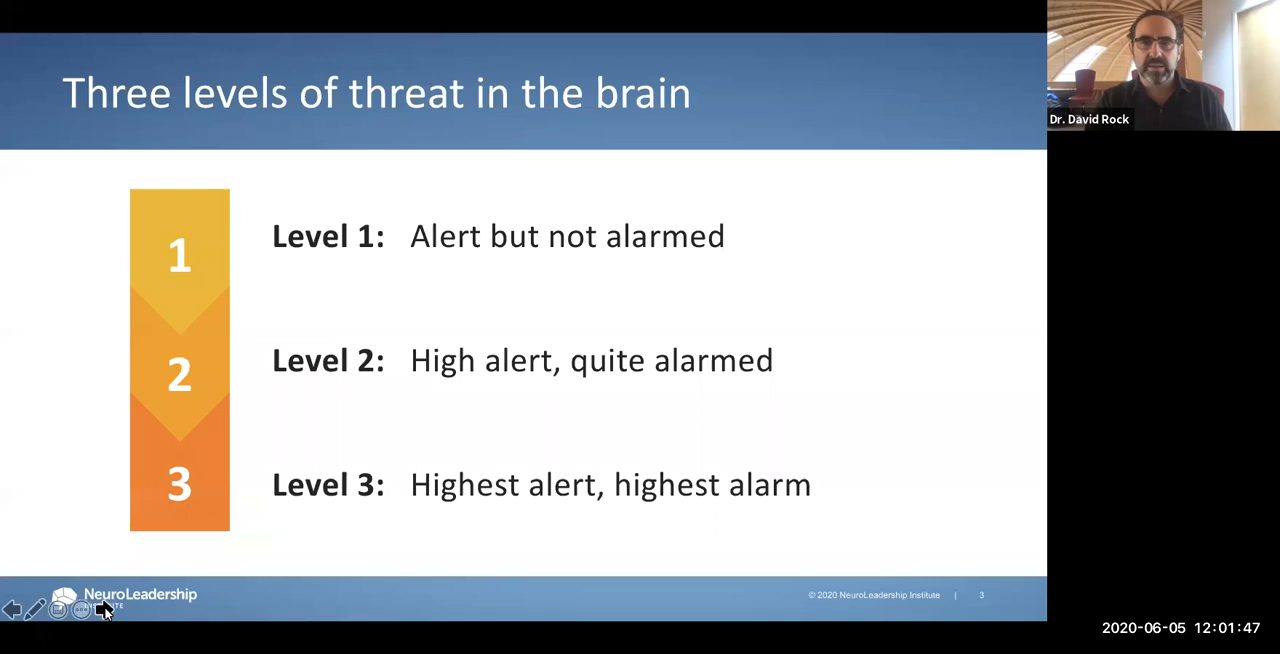 Three levels of threat in the brain
Dr. David Rock
1
Level 1: Alert but not alarmed
2
Level 2: High alert, quite alarmed
3
Level 3: Highest alert, highest alarm
NeuroLeadership
© 2020 NeuroLeadership Institute | 3
2020-06-05 12:01:47